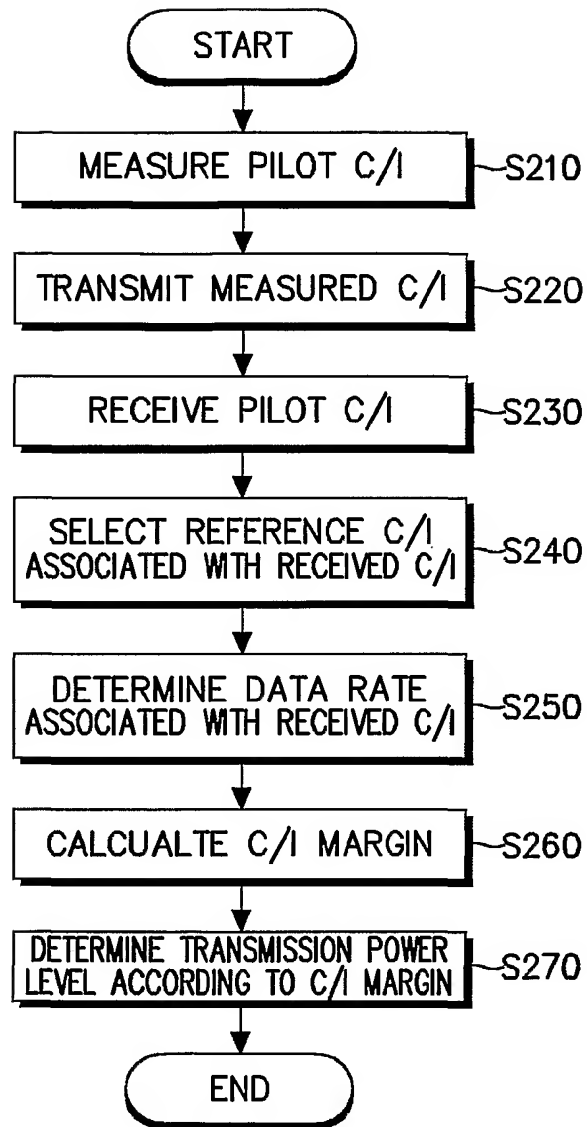 START
MEASURE PILOT C/I
S210
TRANSMIT MEASURED C/I
S220
RECEIVE PILOT C/I
S230
SELECT REFERENCE C/I
ASSOCIATED WITH RECEIVED C/I
S240
DETERMINE DATA RATE
ASSOCIATED WITH RECEIVED C/I
S250
CALCUALTE C/I MARGIN
S260
DETERMINE TRANSMISSION POWER
LEVEL ACCORDING TO C/I MARGIN
S270
END